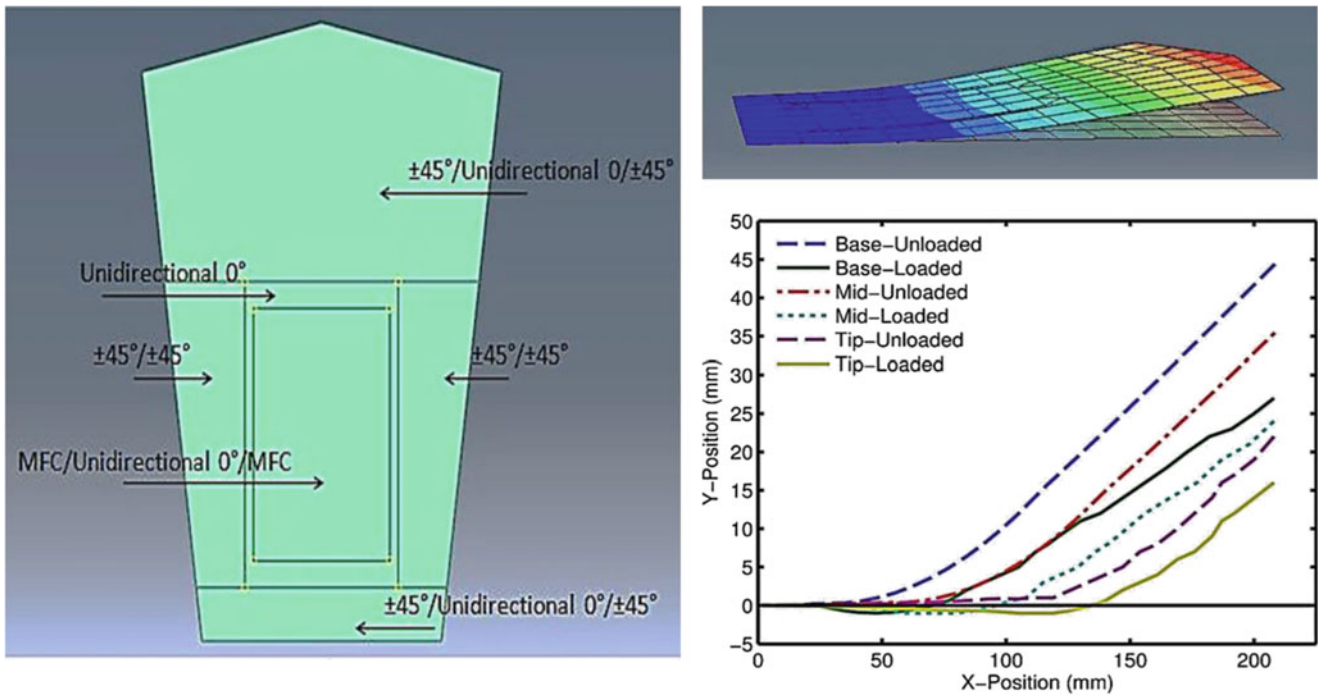 ±45°/Unidirectional 0/±45°
Unidirectional 0°
±45°/±45°
±45°/±45°
MFC/Unidirectional 0°/MFC
±45°/Unidirectional 0°/±45°
50
45
40
35
30
25
20
15
10
5
0
−5
Y−Position (mm)
Base−Unloaded
Base−Loaded
Mid−Unloaded
Mid−Loaded
Tip−Unloaded
Tip−Loaded
0 50 100 150 200
X−Position (mm)